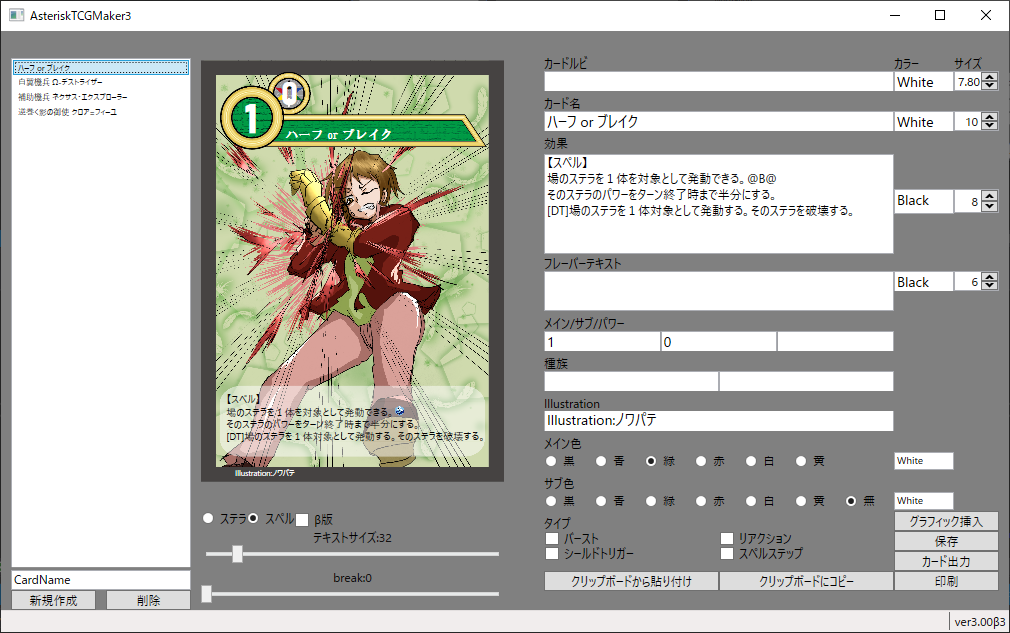 AsteriskTCGMaker3
ハーフ or ブレイク
白翼機兵 Ω-デストライザー
補助機兵 ネクサス・エクスプローラー
逆巻く影の御使 クロア=フィーユ
CardName
新規作成
削除
1
0
ハーフ or ブレイク
【スペル】
場のステラを１体を対象として発動できる。
そのステラのパワーをターン終了時まで半分にする。
[DT]場のステラを１体対象として発動する。そのステラを破壊する。
Illustration:ノワパテ
ステラ
スペル
β版
テキストサイズ:32
break:0
カードルビ
カラー
サイズ
White
7.80
カード名
ハーフ or ブレイク
White
10
効果
【スペル】
場のステラを１体を対象として発動できる。@B@
そのステラのパワーをターン終了時まで半分にする。
[DT]場のステラを１体対象として発動する。そのステラを破壊する。
Black
8
フレーバーテキスト
Black
6
メイン/サブ/パワー
1
0
種族
Illustration
Illustration:ノワパテ
メイン色
黒 青 緑 赤 白 黄
White
サブ色
黒 青 緑 赤 白 黄 無
White
タイプ
バースト
リアクション
シールドトリガー
スペルステップ
グラフィック挿入
保存
カード出力
クリップボードから貼り付け
クリップボードにコピー
印刷
ver3.00β3